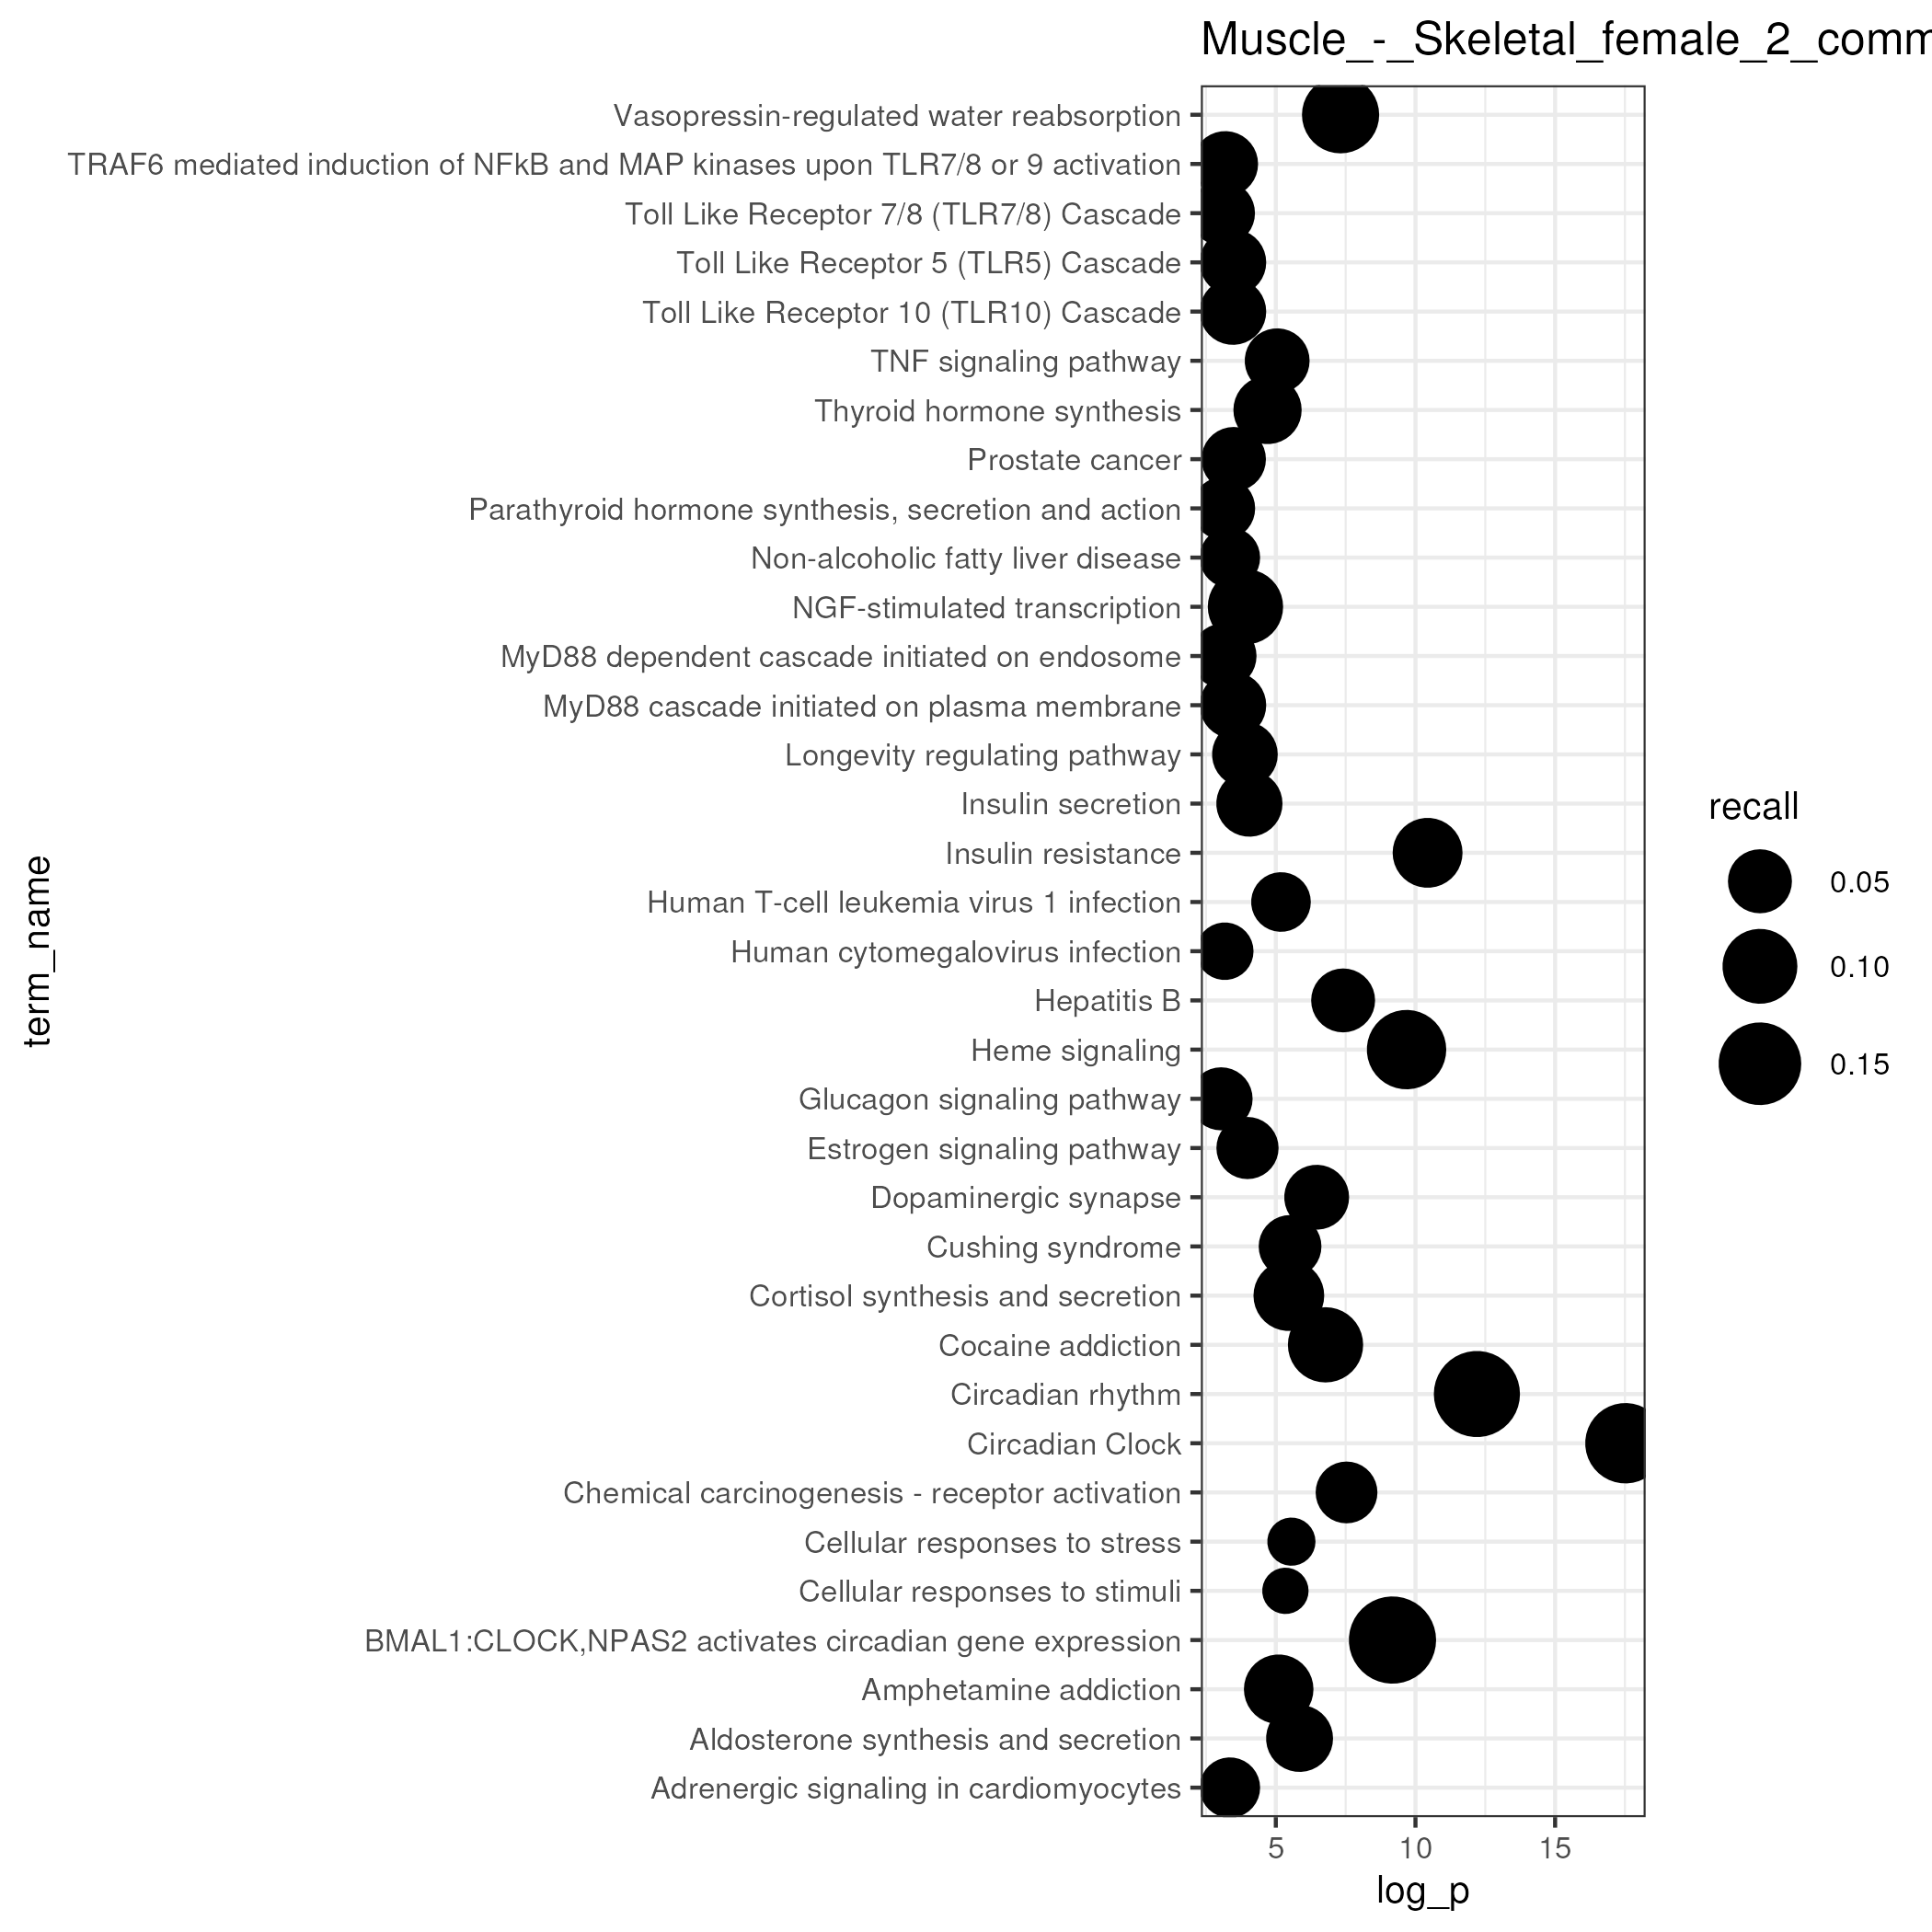 Muscle_-_Skeletal_female_2_comm
Vasopressin-regulated water reabsorption
TRAF6 mediated induction of NFkB and MAP kinases upon TLR7/8 or 9 activation
Toll Like Receptor 7/8 (TLR7/8) Cascade
Toll Like Receptor 5 (TLR5) Cascade
Toll Like Receptor 10 (TLR10) Cascade
TNF signaling pathway
Thyroid hormone synthesis
Prostate cancer
Parathyroid hormone synthesis, secretion and action
Non-alcoholic fatty liver disease
NGF-stimulated transcription
MyD88 dependent cascade initiated on endosome
MyD88 cascade initiated on plasma membrane
Longevity regulating pathway
Insulin secretion
Insulin resistance
Human T-cell leukemia virus 1 infection
Human cytomegalovirus infection
Hepatitis B
Heme signaling
Glucagon signaling pathway
Estrogen signaling pathway
Dopaminergic synapse
Cushing syndrome
Cortisol synthesis and secretion
Cocaine addiction
Circadian rhythm
Circadian Clock
Chemical carcinogenesis - receptor activation
Cellular responses to stress
Cellular responses to stimuli
BMAL1:CLOCK,NPAS2 activates circadian gene expression
Amphetamine addiction
Aldosterone synthesis and secretion
Adrenergic signaling in cardiomyocytes
term_name
5 10 15
log_p
recall
0.05
0.10
0.15